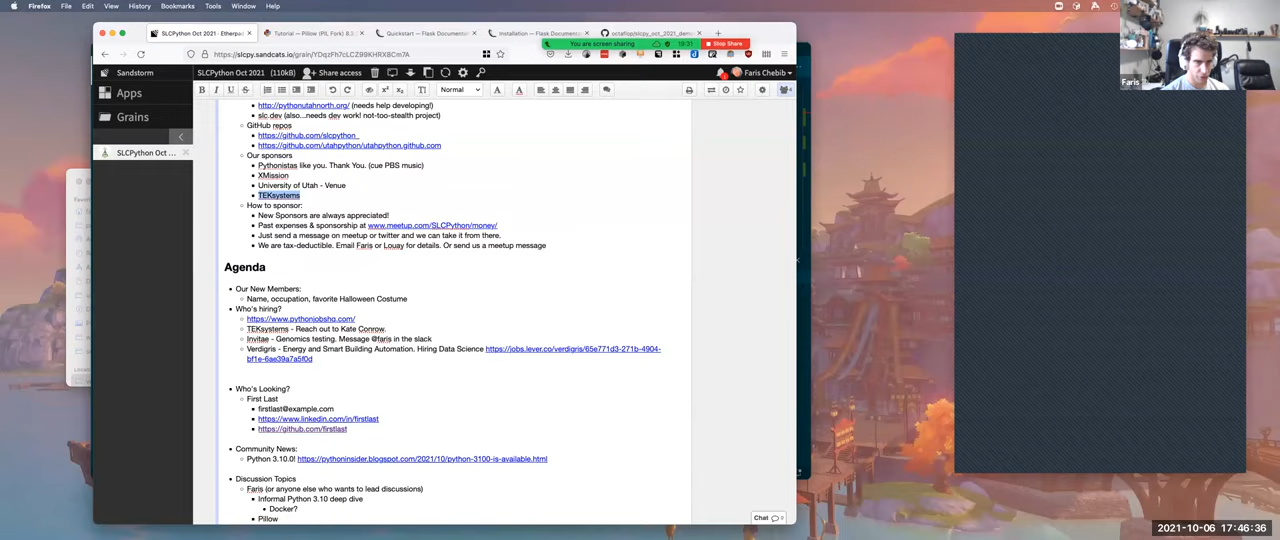 Firefox File Edit View History Bookmarks Tools Window Help
SLCPython Oct 2021 - Etherpa
Tutorial — Pillow (PIL Fork) 8.3
Quickstart — Flask Documentat
Installation — Flask Documenta
octaflop/slcpy_oct_2021_demo
You are screen sharing
19:31
Stop Share
https://slcpy.sandcats.io/grain/YDqzFh7cLCZ99KHRX8Cm7A
Sandstorm
SLCPython Oct 2021 (110kB)
Share access
Faris Chebib
Apps
Grains
SLCPython Oct ...
B I U S
Normal
http://pythonutahnorth.org/ (needs help developing!)
slc.dev (also...needs dev work! not-too-stealth project)
GitHub repos
https://github.com/slcpython
https://github.com/utahpython/utahpython.github.com
Our sponsors
Pythonistas like you. Thank You. (cue PBS music)
XMission
University of Utah - Venue
TEKsystems
How to sponsor:
New Sponsors are always appreciated!
Past expenses & sponsorship at www.meetup.com/SLCPython/money/
Just send a message on meetup or twitter and we can take it from there.
We are tax-deductible. Email Faris or Louay for details. Or send us a meetup message
Agenda
Our New Members:
Name, occupation, favorite Halloween Costume
Who's hiring?
https://www.pythonjobshq.com/
TEKsystems - Reach out to Kate Conrow.
Invitae - Genomics testing. Message @faris in the slack
Verdigris - Energy and Smart Building Automation. Hiring Data Science https://jobs.lever.co/verdigris/65e771d3-271b-4904-
bf1e-6ae39a7a5f0d
Who's Looking?
First Last
firstlast@example.com
https://www.linkedin.com/in/firstlast
https://github.com/firstlast
Community News:
Python 3.10.0! https://pythoninsider.blogspot.com/2021/10/python-3100-is-available.html
Discussion Topics
Faris (or anyone else who wants to lead discussions)
Informal Python 3.10 deep dive
Docker?
Pillow
Chat 0
Faris
2021-10-06 17:46:36